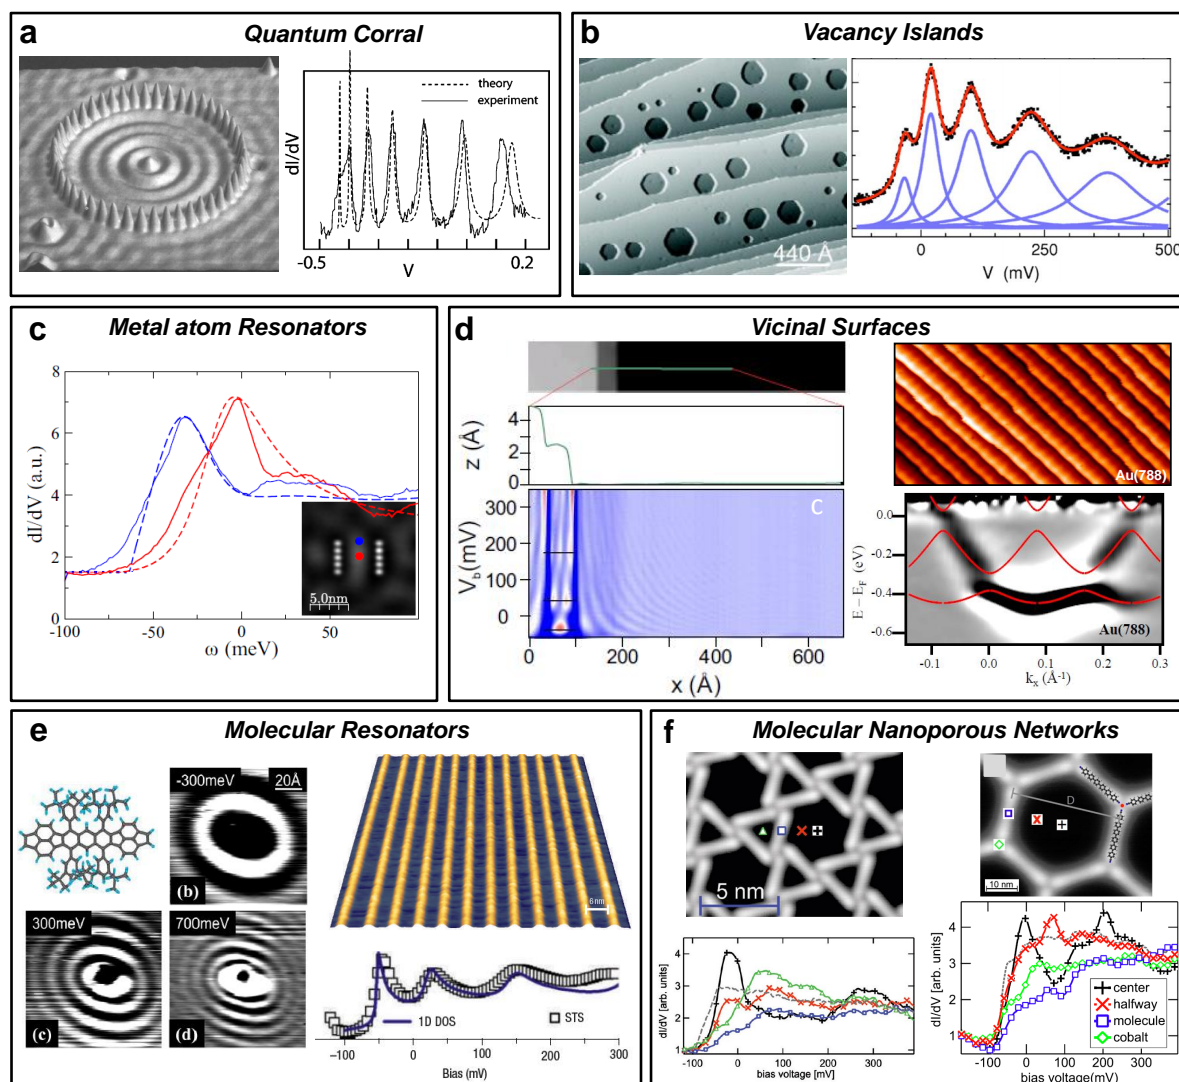 a
Quantum Corral
theory
experiment
dI/dV
-0.5
0.2
V
b
Vacancy Islands
440 Å
0
250
500
V (mV)
c
Metal atom Resonators
8
6
4
2
0
dI/dV (a.u.)
5.0nm
-100
-50
0
50
ω (meV)
d
Vicinal Surfaces
4
2
0
z (Å)
C
300
200
100
0
V_b(mV)
0
200
400
600
x (Å)
Au(788)
0.0
-0.2
-0.4
-0.6
E − E_F (eV)
Au(788)
-0.1
0.0
0.1
0.2
0.3
k_x (Å⁻¹)
e
Molecular Resonators
-300meV
20Å
(b)
300meV
(c)
700meV
(d)
6nm
1D DOS
STS
-100
0
100
200
300
Bias (mV)
f
Molecular Nanoporous Networks
5 nm
D
10 nm
4
3
2
1
dI/dV [arb. units]
-100
0
100
200
300
bias voltage [mV]
4
3
2
1
dI/dV [arb. units]
center
halfway
molecule
cobalt
-100
0
100
200
300
bias voltage[mV]